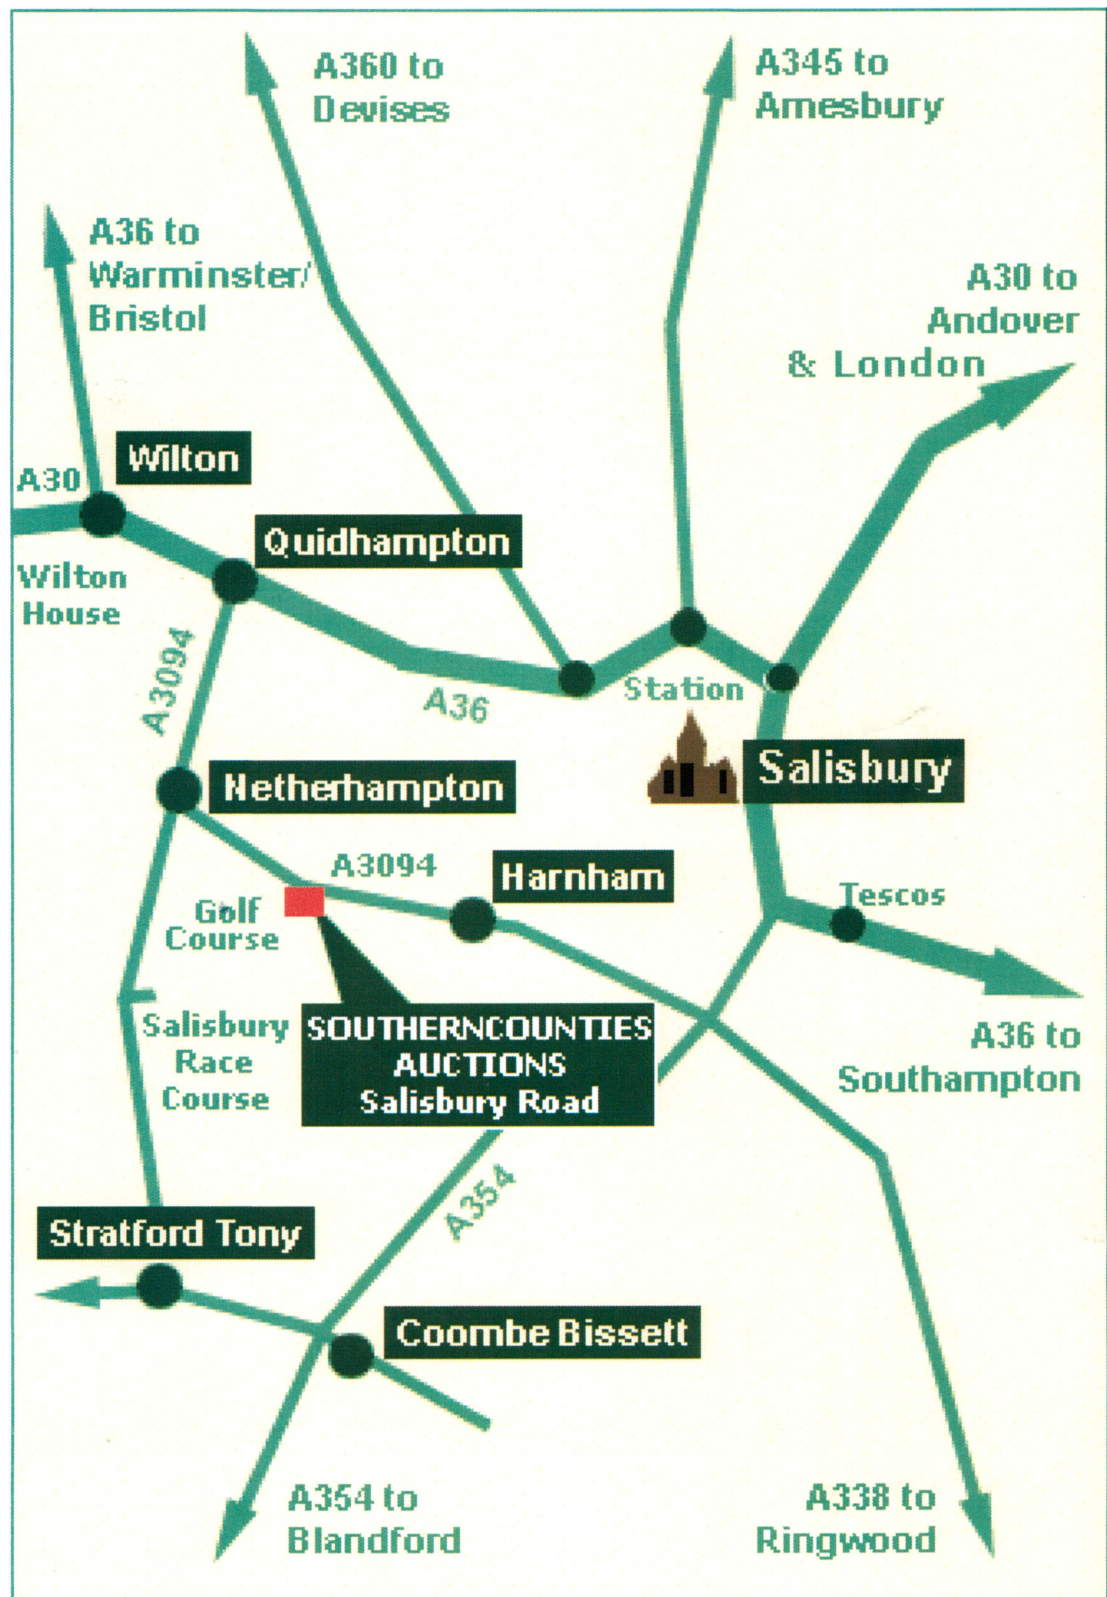 A360 to
Devises
A345 to
Amesbury
A36 to
Warminster/
Bristol
A30 to
Andover
& London
Wilton
A30
Quidhampton
Wilton
House
A3094
A36
Station
Salisbury
Netherhampton
A3094
Harnham
Tescos
Golf
Course
SOUTHERNCOUNTIES
AUCTIONS
Salisbury Road
Salisbury
Race
Course
A36 to
Southampton
A354
Stratford Tony
Coombe Bissett
A354 to
Blandford
A338 to
Ringwood